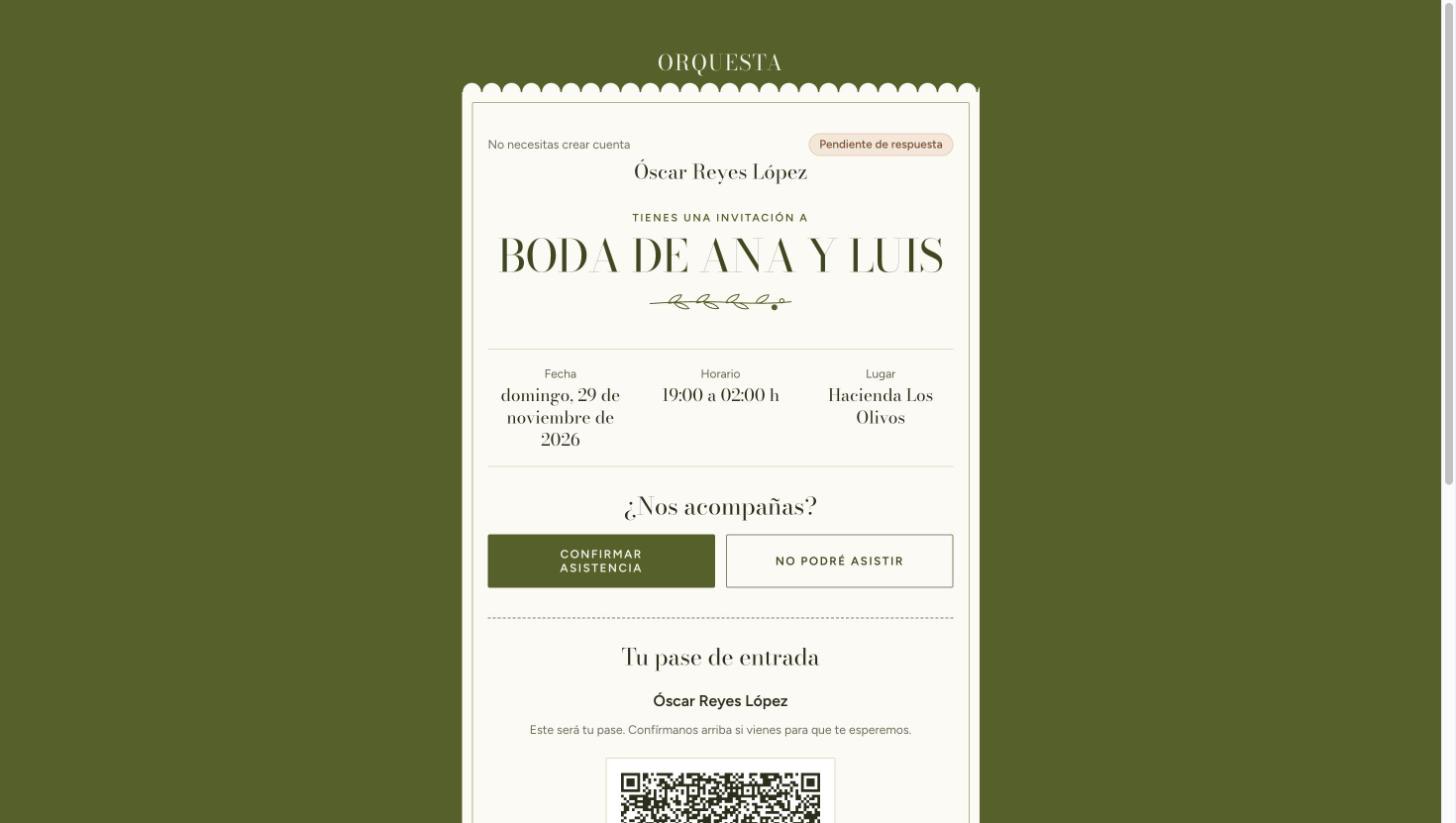 ORQUESTA
No necesitas crear cuenta
Pendiente de respuesta
Óscar Reyes López
TIENES UNA INVITACIÓN A
BODA DE ANA Y LUIS
Fecha
domingo, 29 de
noviembre de
2026
Horario
19:00 a 02:00 h
Lugar
Hacienda Los
Olivos
¿Nos acompañas?
CONFIRMAR
ASISTENCIA
NO PODRÉ ASISTIR
Tu pase de entrada
Óscar Reyes López
Este será tu pase. Confírmanos arriba si vienes para que te esperemos.